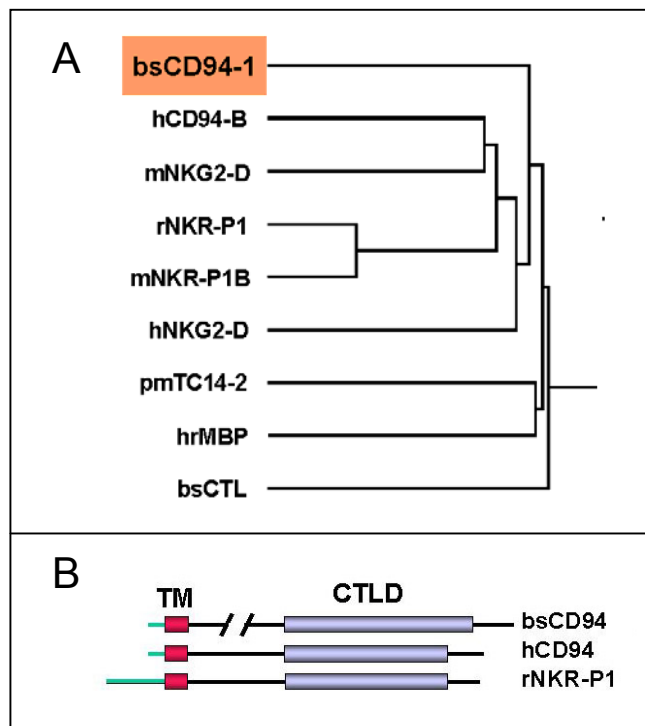 A
bsCD94-1
hCD94-B
mNKG2-D
rNKR-P1
mNKR-P1B
hNKG2-D
pmTC14-2
hrMBP
bsCTL
B
TM CTLD
bsCD94
hCD94
rNKR-P1